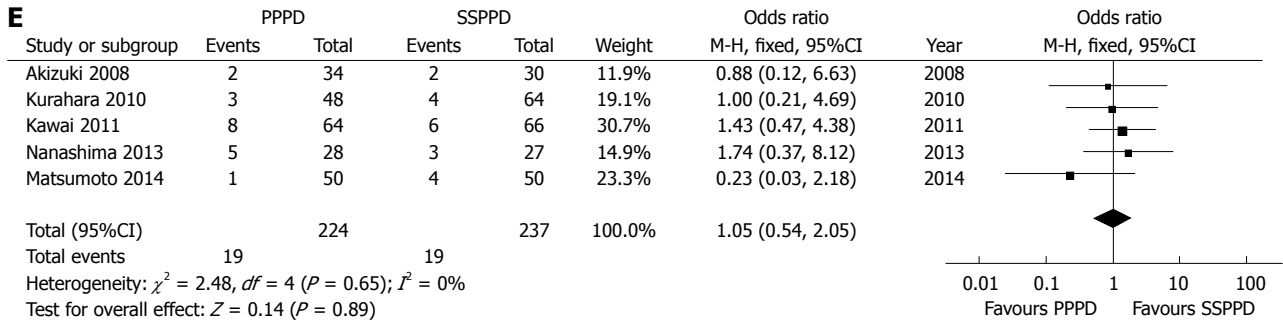 E PPPD SSPPD Odds ratio Odds ratio
Study or subgroup Events Total Events Total Weight M-H, fixed, 95%CI Year M-H, fixed, 95%CI
Akizuki 2008 2 34 2 30 11.9% 0.88 (0.12, 6.63) 2008
Kurahara 2010 3 48 4 64 19.1% 1.00 (0.21, 4.69) 2010
Kawai 2011 8 64 6 66 30.7% 1.43 (0.47, 4.38) 2011
Nanashima 2013 5 28 3 27 14.9% 1.74 (0.37, 8.12) 2013
Matsumoto 2014 1 50 4 50 23.3% 0.23 (0.03, 2.18) 2014
Total (95%CI) 224 237 100.0% 1.05 (0.54, 2.05)
Total events 19 19
Heterogeneity: χ² = 2.48, df = 4 (P = 0.65); I² = 0%
0.01 0.1 1 10 100
Test for overall effect: Z = 0.14 (P = 0.89)
Favours PPPD Favours SSPPD